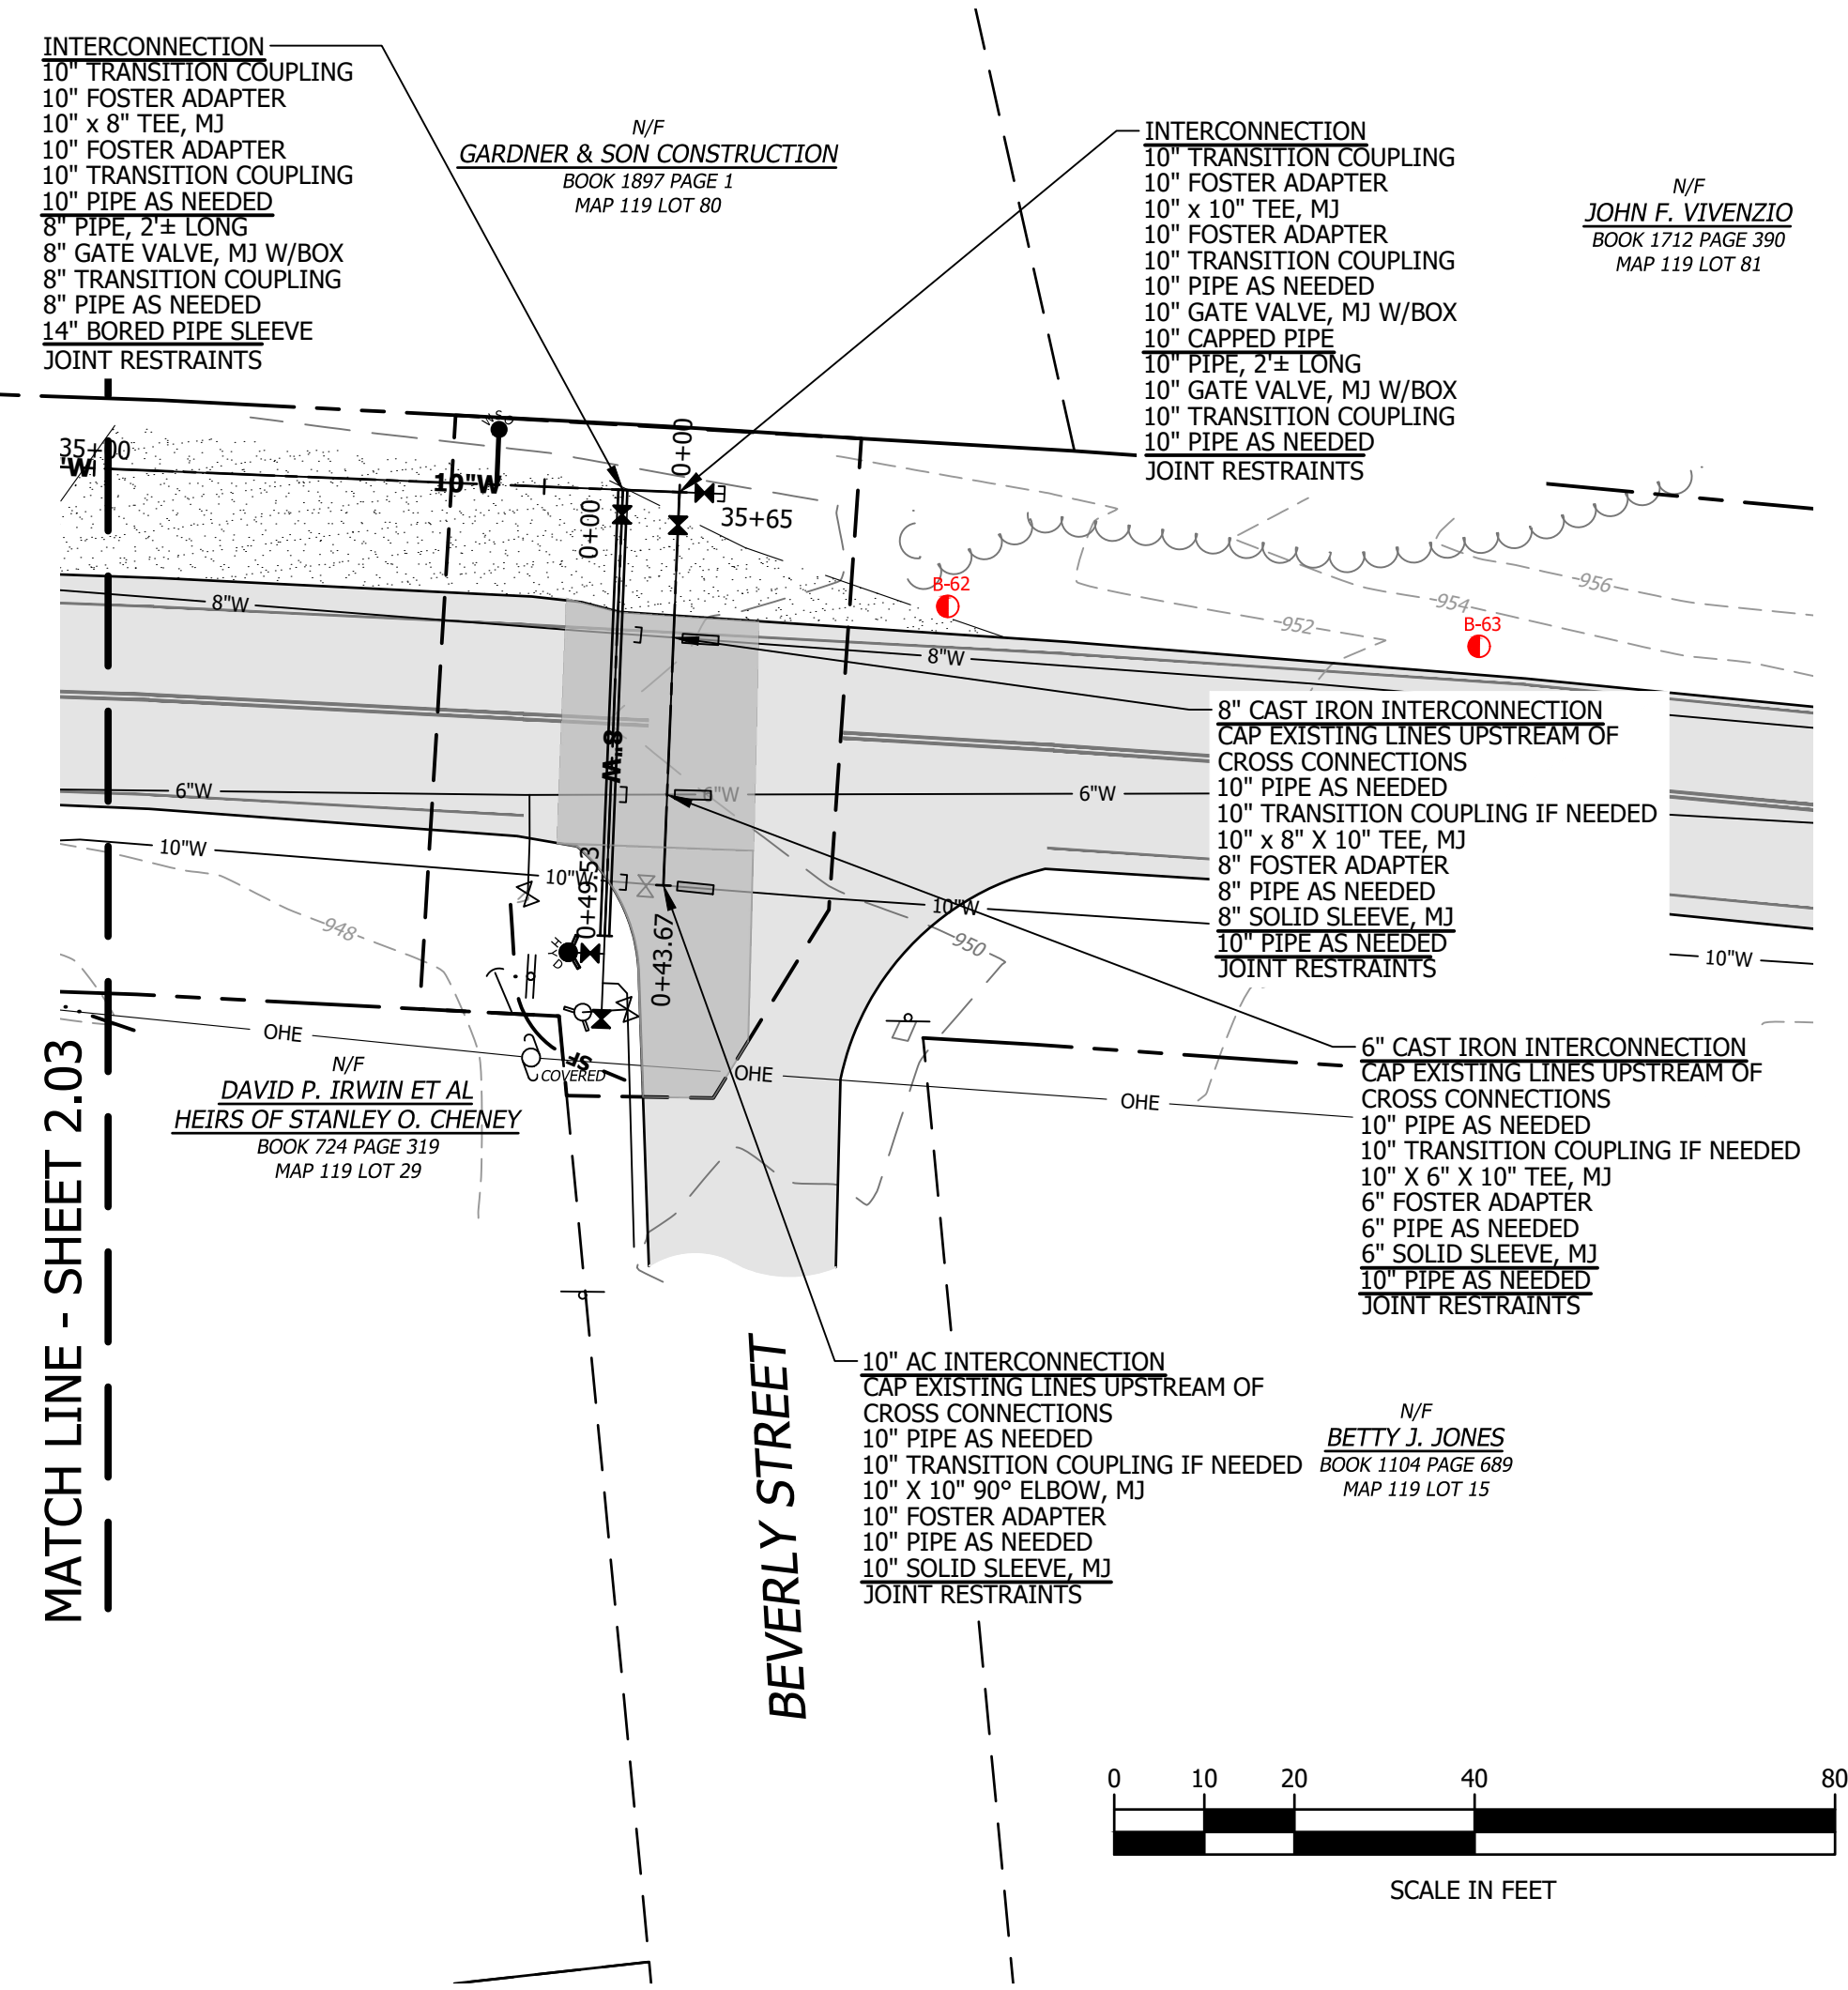 INTERCONNECTION
10" TRANSITION COUPLING
10" FOSTER ADAPTER
10" x 8" TEE, MJ
10" FOSTER ADAPTER
10" TRANSITION COUPLING
10" PIPE AS NEEDED
8" PIPE, 2'± LONG
8" GATE VALVE, MJ W/BOX
8" TRANSITION COUPLING
8" PIPE AS NEEDED
14" BORED PIPE SLEEVE
JOINT RESTRAINTS
N/F
GARDNER & SON CONSTRUCTION
BOOK 1897 PAGE 1
MAP 119 LOT 80
INTERCONNECTION
10" TRANSITION COUPLING
10" FOSTER ADAPTER
10" x 10" TEE, MJ
10" FOSTER ADAPTER
10" TRANSITION COUPLING
10" PIPE AS NEEDED
10" GATE VALVE, MJ W/BOX
10" CAPPED PIPE
10" PIPE, 2'± LONG
10" GATE VALVE, MJ W/BOX
10" TRANSITION COUPLING
10" PIPE AS NEEDED
JOINT RESTRAINTS
N/F
JOHN F. VIVENZIO
BOOK 1712 PAGE 390
MAP 119 LOT 81
35+00
"W
10"W
WSO
0+00
0+00
35+65
B-62
B-63
956
954
952
8"W
8"W
8"W
6"W
6"W
6"W
10"W
10"W
10"W
10"W
0+49.53
0+43.67
948
950
HYD
SF
COVERED
OHE
OHE
OHE
8" CAST IRON INTERCONNECTION
CAP EXISTING LINES UPSTREAM OF
CROSS CONNECTIONS
10" PIPE AS NEEDED
10" TRANSITION COUPLING IF NEEDED
10" x 8" X 10" TEE, MJ
8" FOSTER ADAPTER
8" PIPE AS NEEDED
8" SOLID SLEEVE, MJ
10" PIPE AS NEEDED
JOINT RESTRAINTS
6" CAST IRON INTERCONNECTION
CAP EXISTING LINES UPSTREAM OF
CROSS CONNECTIONS
10" PIPE AS NEEDED
10" TRANSITION COUPLING IF NEEDED
10" X 6" X 10" TEE, MJ
6" FOSTER ADAPTER
6" PIPE AS NEEDED
6" SOLID SLEEVE, MJ
10" PIPE AS NEEDED
JOINT RESTRAINTS
N/F
DAVID P. IRWIN ET AL
HEIRS OF STANLEY O. CHENEY
BOOK 724 PAGE 319
MAP 119 LOT 29
MATCH LINE - SHEET 2.03
BEVERLY STREET
10" AC INTERCONNECTION
CAP EXISTING LINES UPSTREAM OF
CROSS CONNECTIONS
10" PIPE AS NEEDED
10" TRANSITION COUPLING IF NEEDED
10" X 10" 90° ELBOW, MJ
10" FOSTER ADAPTER
10" PIPE AS NEEDED
10" SOLID SLEEVE, MJ
JOINT RESTRAINTS
N/F
BETTY J. JONES
BOOK 1104 PAGE 689
MAP 119 LOT 15
0 10 20 40 80
SCALE IN FEET